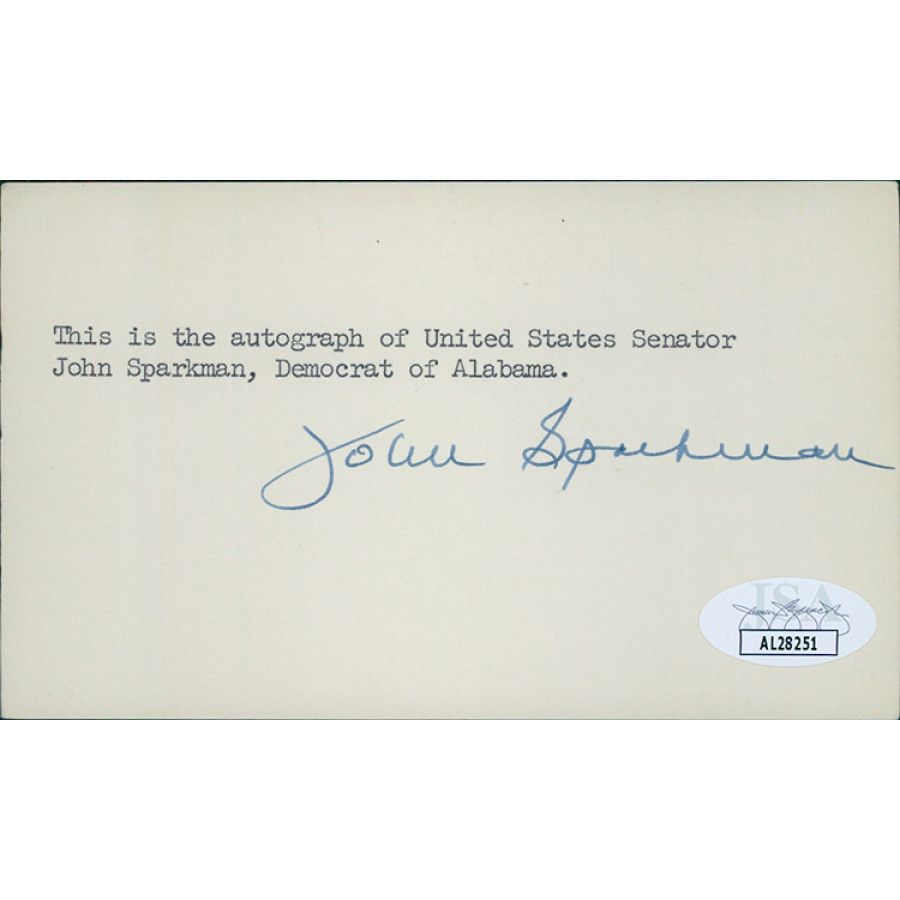 This is the autograph of United States Senator
John Sparkman, Democrat of Alabama.
John Sparkman
JSA
AL28251